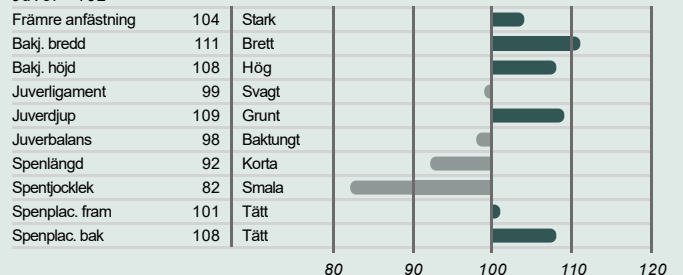 Främre anfästning 104 Stark
Bakj. bredd 111 Brett
Bakj. höjd 108 Hög
Juverligament 99 Svagt
Juverdjup 109 Grunt
Juverbalans 98 Baktungt
Spenlängd 92 Korta
Spentjocklek 82 Smala
Spenplac. fram 101 Tätt
Spenplac. bak 108 Tätt
80 90 100 110 120